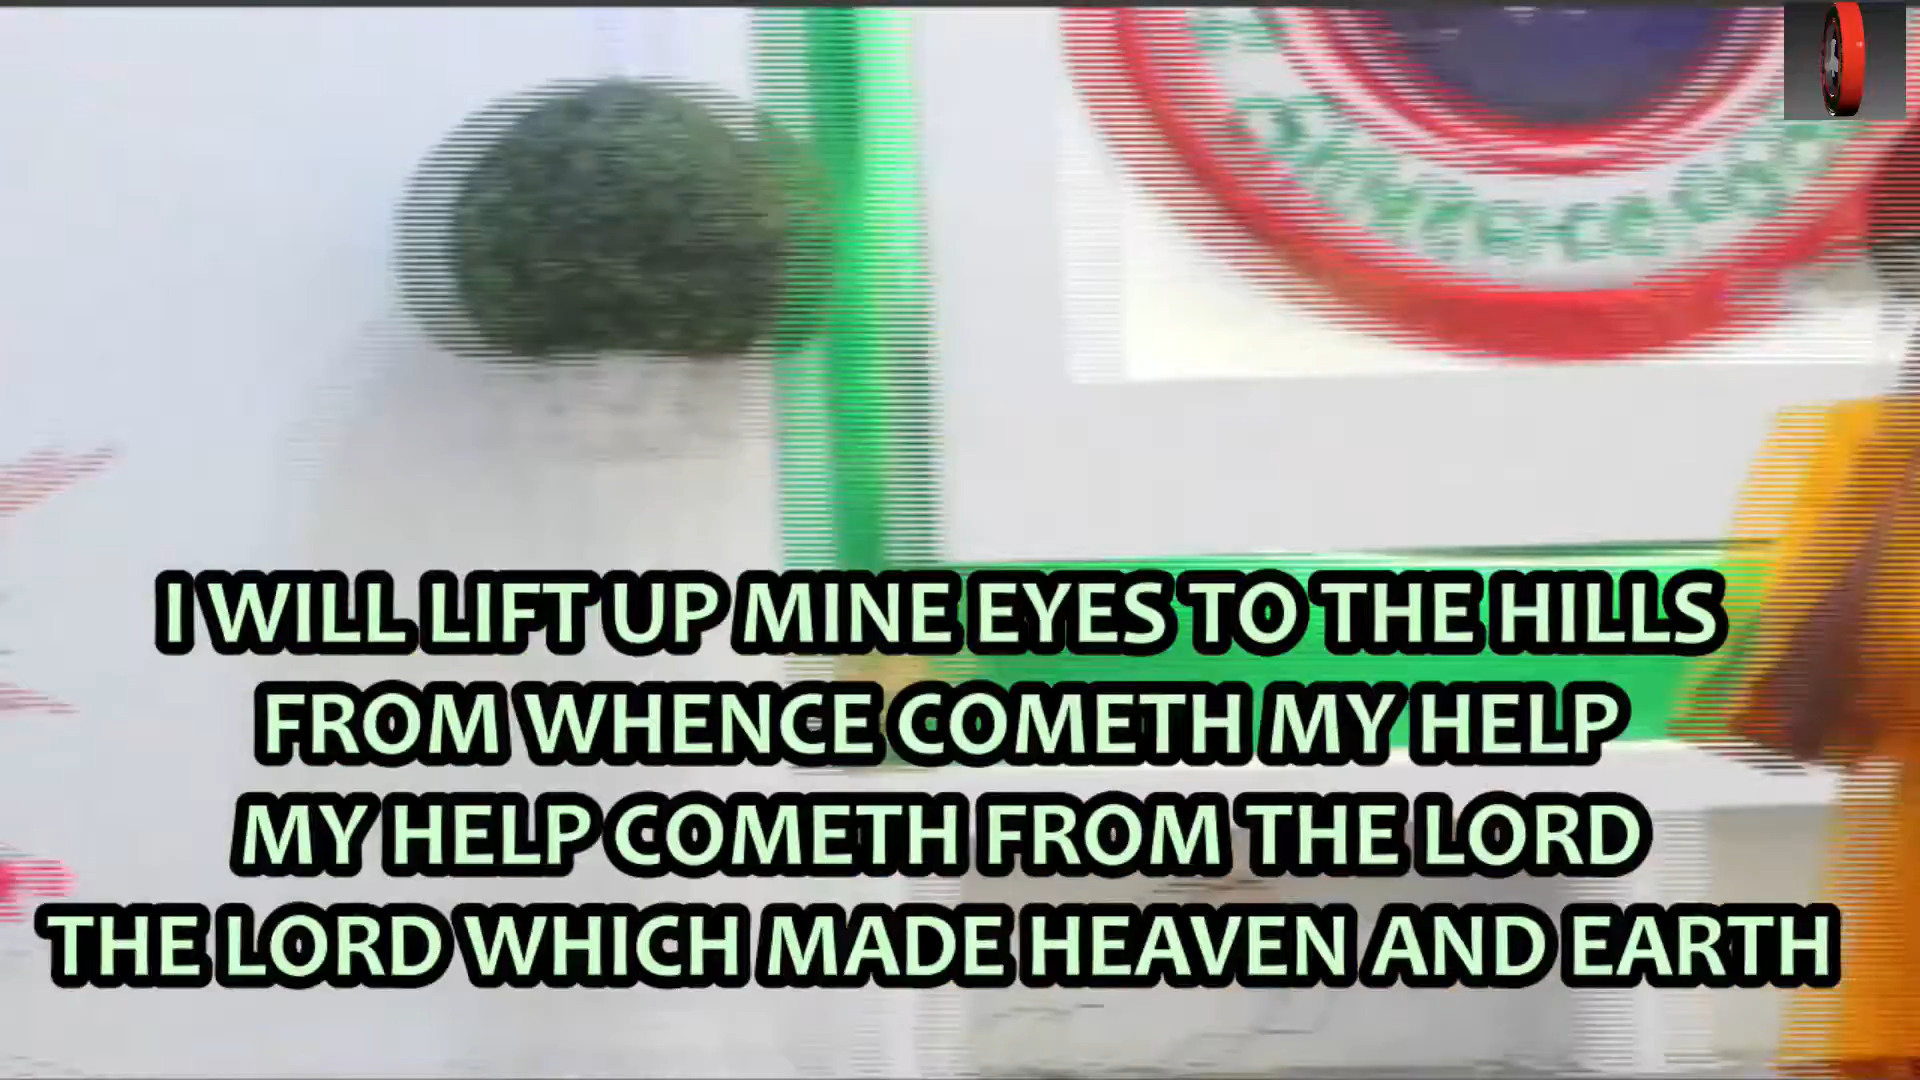 I WILL LIFT UP MINE EYES TO THE HILLS
FROM WHENCE COMETH MY HELP
MY HELP COMETH FROM THE LORD
THE LORD WHICH MADE HEAVEN AND EARTH